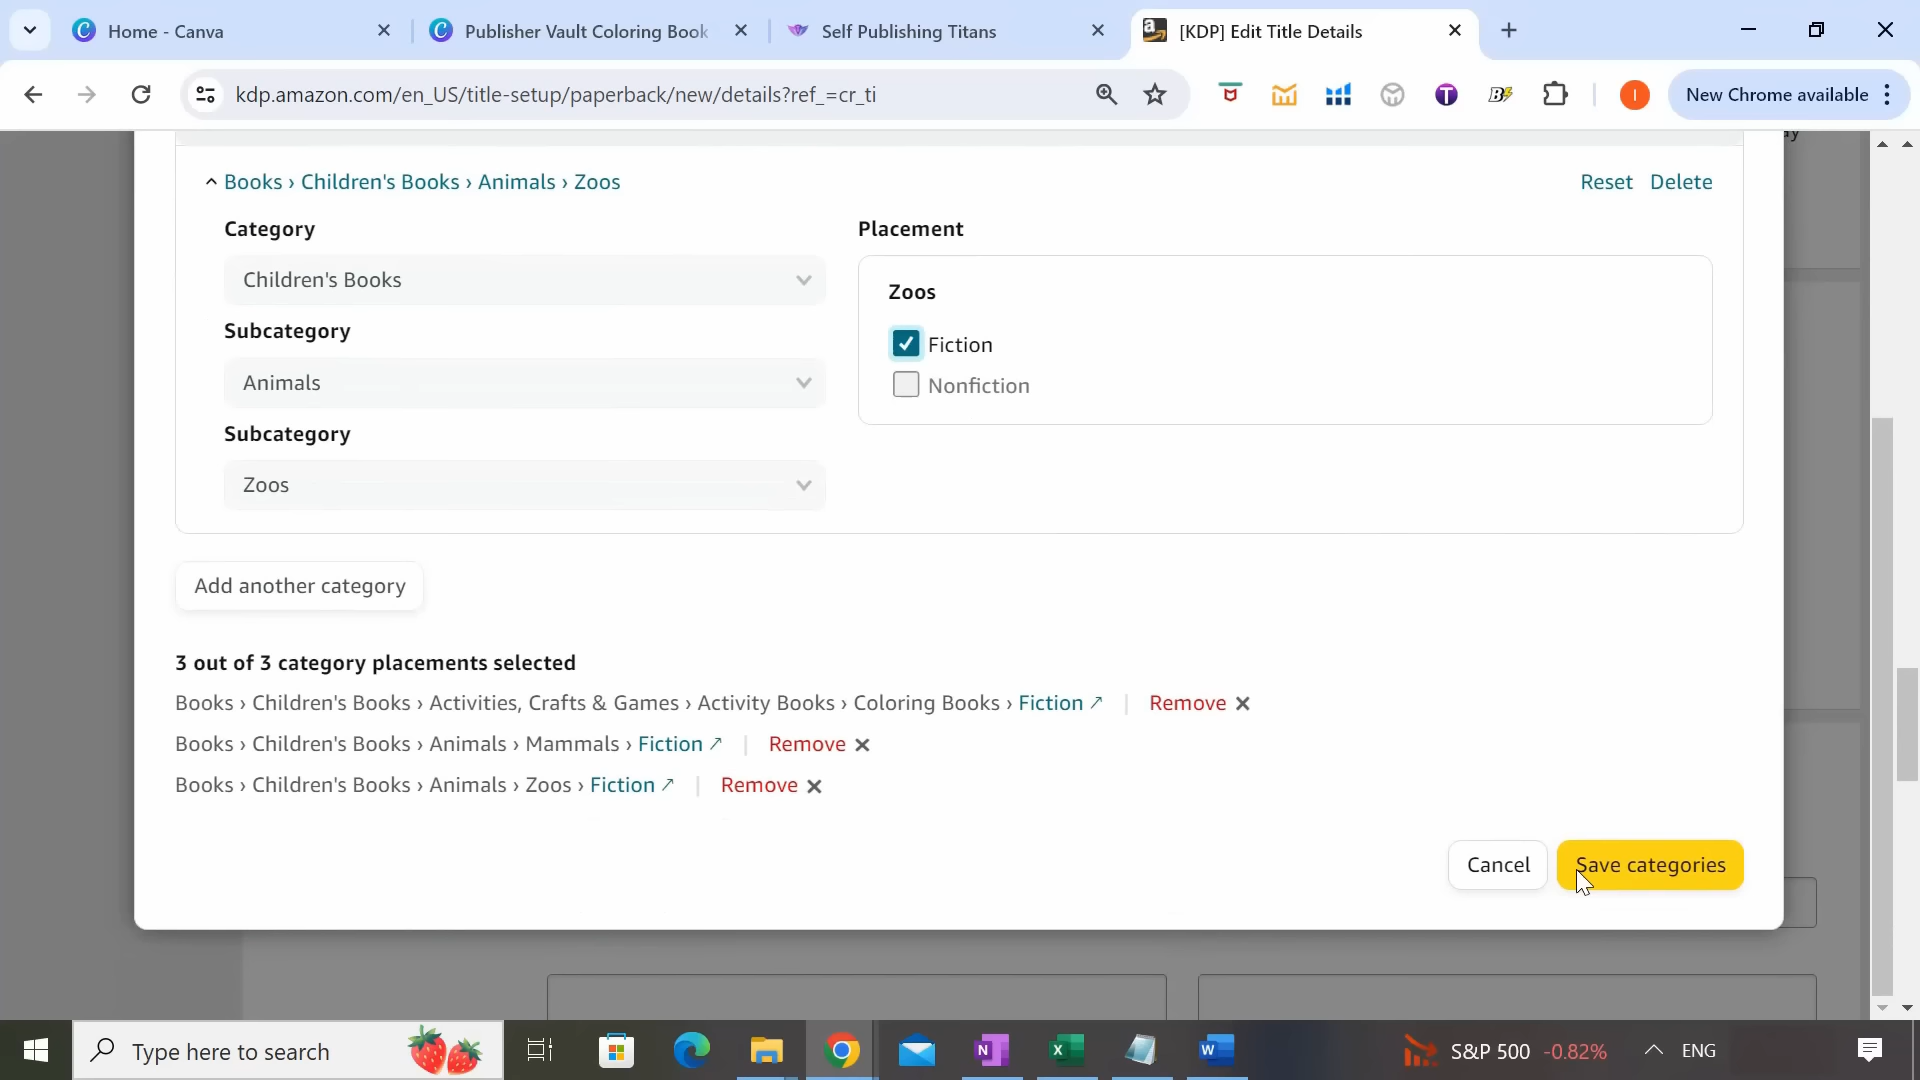 Home - Canva
Publisher Vault Coloring Book
Self Publishing Titans
[KDP] Edit Title Details
kdp.amazon.com/en_US/title-setup/paperback/new/details?ref_=cr_ti
New Chrome available
Books › Children's Books › Animals › Zoos
Reset Delete
Category
Placement
Children's Books
Zoos
Subcategory
Fiction
Animals
Nonfiction
Subcategory
Zoos
Add another category
3 out of 3 category placements selected
Books › Children's Books › Activities, Crafts & Games › Activity Books › Coloring Books › Fiction ↗ | Remove ✕
Books › Children's Books › Animals › Mammals › Fiction ↗ | Remove ✕
Books › Children's Books › Animals › Zoos › Fiction ↗ | Remove ✕
Cancel Save categories
Type here to search
S&P 500 -0.82%
ENG